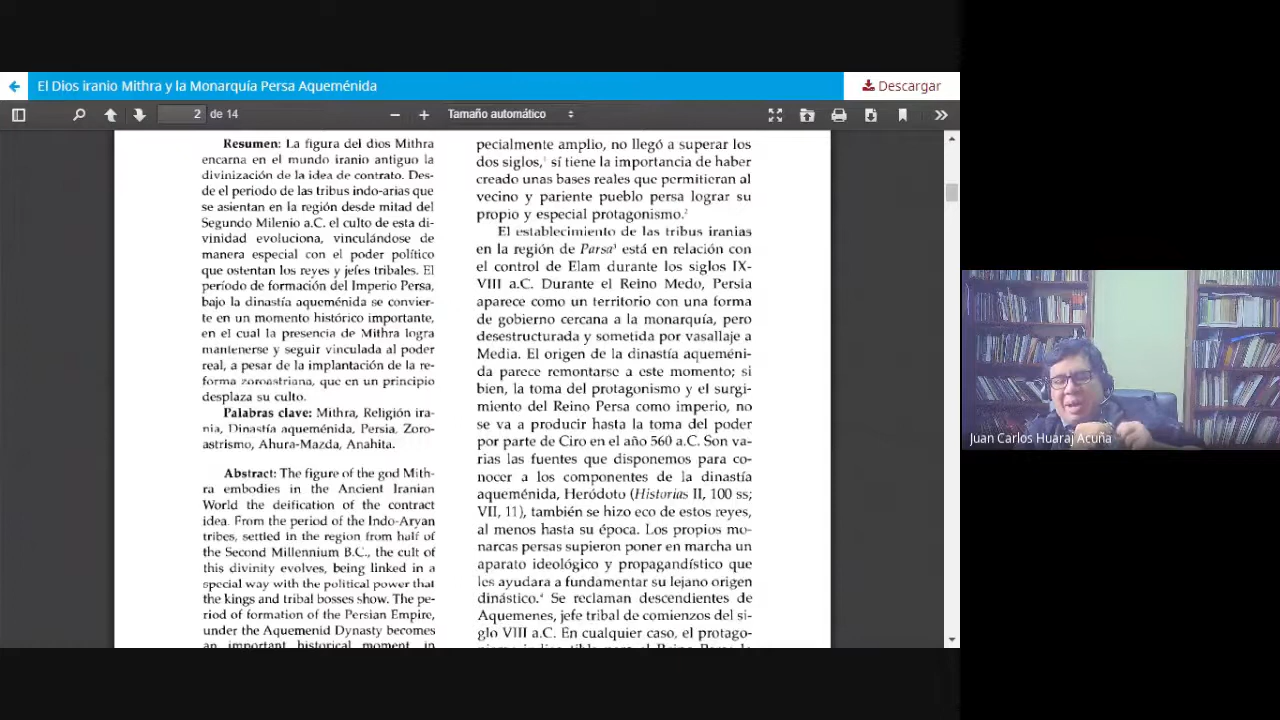 El Dios iranio Mithra y la Monarquía Persa Aqueménida
Descargar
2 de 14
Tamaño automático
Resumen: La figura del dios Mithra
encarna en el mundo iranio antiguo la
divinización de la idea de contrato. Des-
de el periodo de las tribus indo-arias que
se asientan en la región desde mitad del
Segundo Milenio a.C. el culto de esta di-
vinidad evoluciona, vinculándose de
manera especial con el poder político
que ostentan los reyes y jefes tribales. El
período de formación del Imperio Persa,
bajo la dinastía aqueménida se convier-
te en un momento histórico importante,
en el cual la presencia de Mithra logra
mantenerse y seguir vinculada al poder
real, a pesar de la implantación de la re-
forma zoroastriana, que en un principio
desplaza su culto.
Palabras clave: Mithra, Religión ira-
nia, Dinastía aqueménida, Persia, Zoro-
astrismo, Ahura-Mazda, Anahita.
Abstract: The figure of the god Mith-
ra embodies in the Ancient Iranian
World the deification of the contract
idea. From the period of the Indo-Aryan
tribes, settled in the region from half of
the Second Millennium B.C., the cult of
this divinity evolves, being linked in a
special way with the political power that
the kings and tribal bosses show. The pe-
riod of formation of the Persian Empire,
under the Aquemenid Dynasty becomes
an important historical moment, in
pecialmente amplio, no llegó a superar los
dos siglos,¹ sí tiene la importancia de haber
creado unas bases reales que permitieran al
vecino y pariente pueblo persa lograr su
propio y especial protagonismo.²
El establecimiento de las tribus iranias
en la región de Parsa³ está en relación con
el control de Elam durante los siglos IX-
VIII a.C. Durante el Reino Medo, Persia
aparece como un territorio con una forma
de gobierno cercana a la monarquía, pero
desestructurada y sometida por vasallaje a
Media. El origen de la dinastía aqueméni-
da parece remontarse a este momento; si
bien, la toma del protagonismo y el surgi-
miento del Reino Persa como imperio, no
se va a producir hasta la toma del poder
por parte de Ciro en el año 560 a.C. Son va-
rias las fuentes que disponemos para co-
nocer a los componentes de la dinastía
aqueménida, Heródoto (Historias II, 100 ss;
VII, 11), también se hizo eco de estos reyes,
al menos hasta su época. Los propios mo-
narcas persas supieron poner en marcha un
aparato ideológico y propagandístico que
les ayudara a fundamentar su lejano origen
dinástico.⁴ Se reclaman descendientes de
Aquemenes, jefe tribal de comienzos del si-
glo VIII a.C. En cualquier caso, el protago-
Juan Carlos Huaraj Acuña